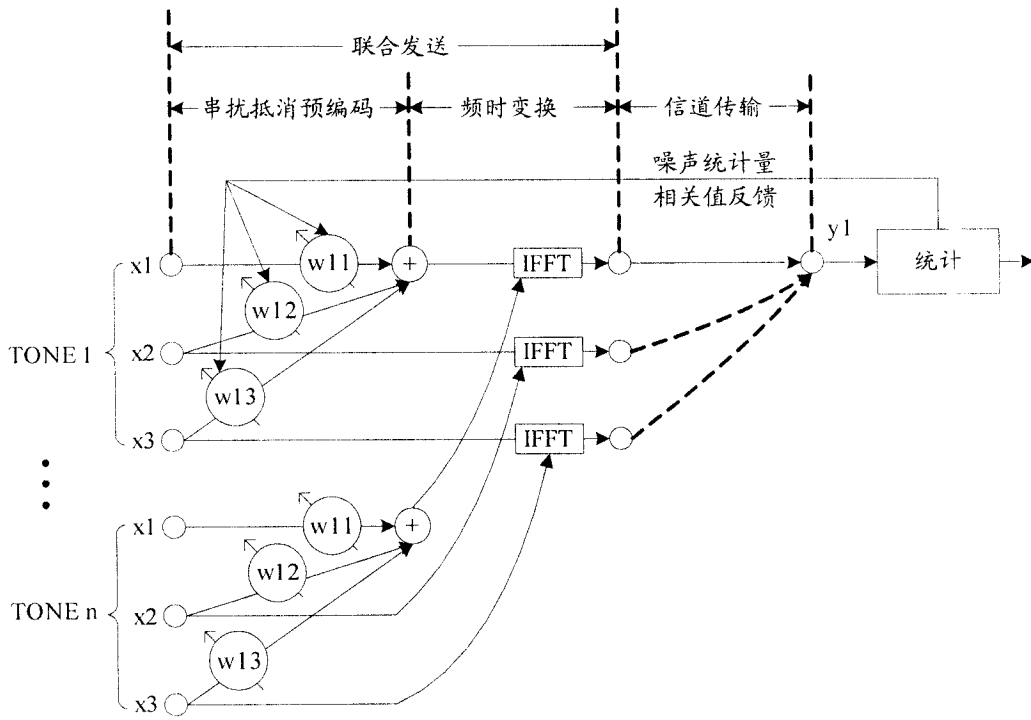 联合发送
串扰抵消预编码
频时变换
信道传输
噪声统计量
相关值反馈
y1
x1
w11
+
IFFT
统计
w12
TONE 1
x2
IFFT
w13
x3
IFFT
x1
w11
+
w12
TONE n
x2
w13
x3